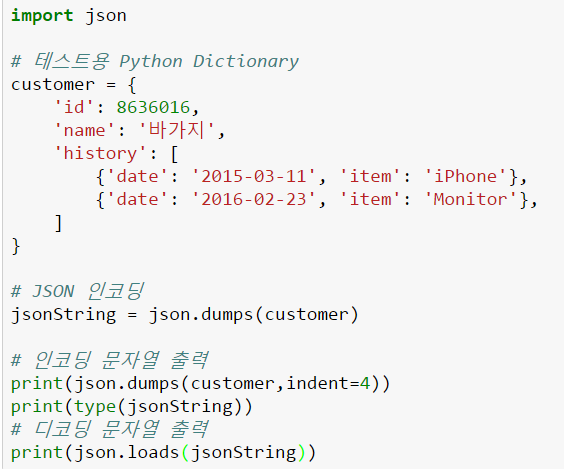 import json

# 테스트용 Python Dictionary
customer = {
    'id': 8636016,
    'name': '바가지',
    'history': [
        {'date': '2015-03-11', 'item': 'iPhone'},
        {'date': '2016-02-23', 'item': 'Monitor'},
    ]
}

# JSON 인코딩
jsonString = json.dumps(customer)

# 인코딩 문자열 출력
print(json.dumps(customer,indent=4))
print(type(jsonString))
# 디코딩 문자열 출력
print(json.loads(jsonString))